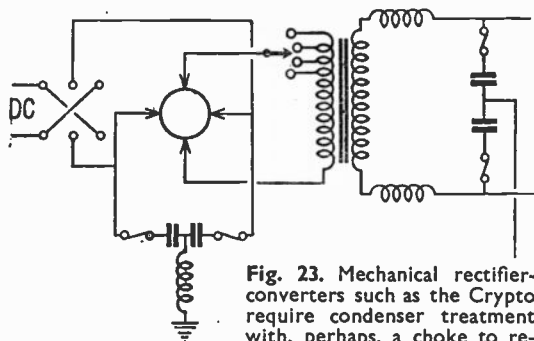 DC
Fig. 23. Mechanical rectifier-
converters such as the Crypto
require condenser treatment
with, perhaps, a choke to re-